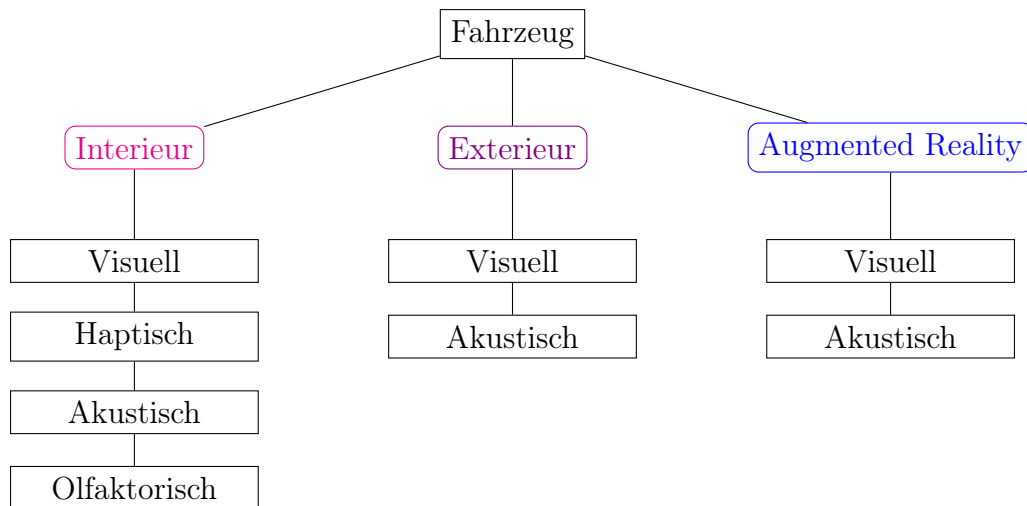 Fahrzeug
Interieur
Exterieur
Augmented Reality
Visuell
Visuell
Visuell
Haptisch
Akustisch
Akustisch
Akustisch
Olfaktorisch